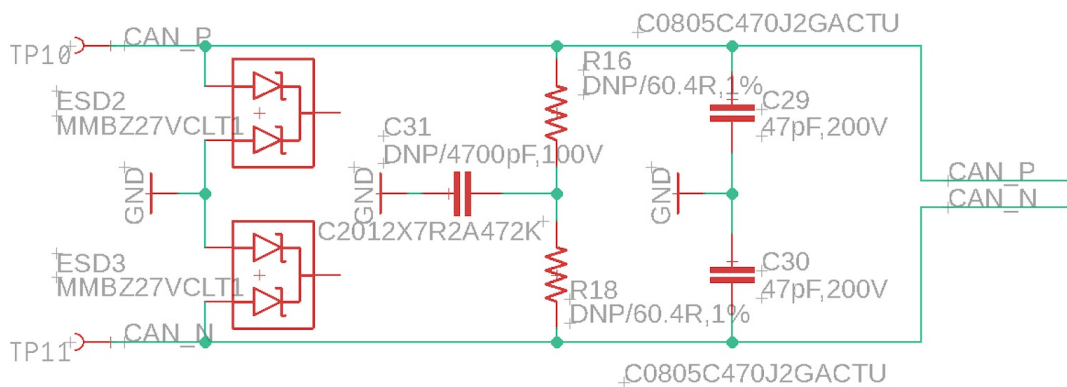 C0805C470J2GACTU
TP10
CAN_P
R16
DNP/60.4R,1%
ESD2
MMBZ27VCLT1
C29
47pF,200V
C31
DNP/4700pF,100V
GND
GND
GND
CAN_P
CAN_N
C2012X7R2A472K
ESD3
MMBZ27VCLT1
C30
47pF,200V
R18
DNP/60.4R,1%
CAN_N
TP11
C0805C470J2GACTU